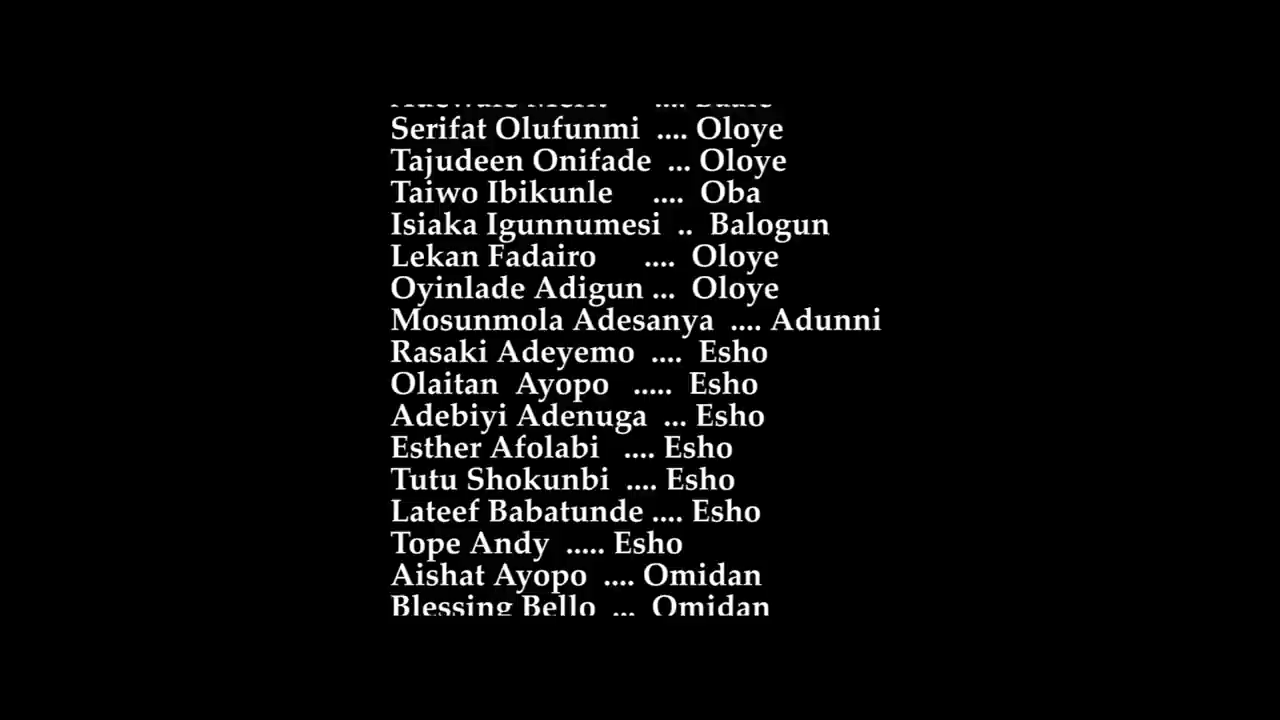 Serifat Olufunmi .... Oloye
Tajudeen Onifade ... Oloye
Taiwo Ibikunle .... Oba
Isiaka Igunnumesi .. Balogun
Lekan Fadairo .... Oloye
Oyinlade Adigun ... Oloye
Mosunmola Adesanya .... Adunni
Rasaki Adeyemo .... Esho
Olaitan Ayopo ..... Esho
Adebiyi Adenuga ... Esho
Esther Afolabi .... Esho
Tutu Shokunbi .... Esho
Lateef Babatunde .... Esho
Tope Andy ..... Esho
Aishat Ayopo .... Omidan
Blessing Bello ... Omidan